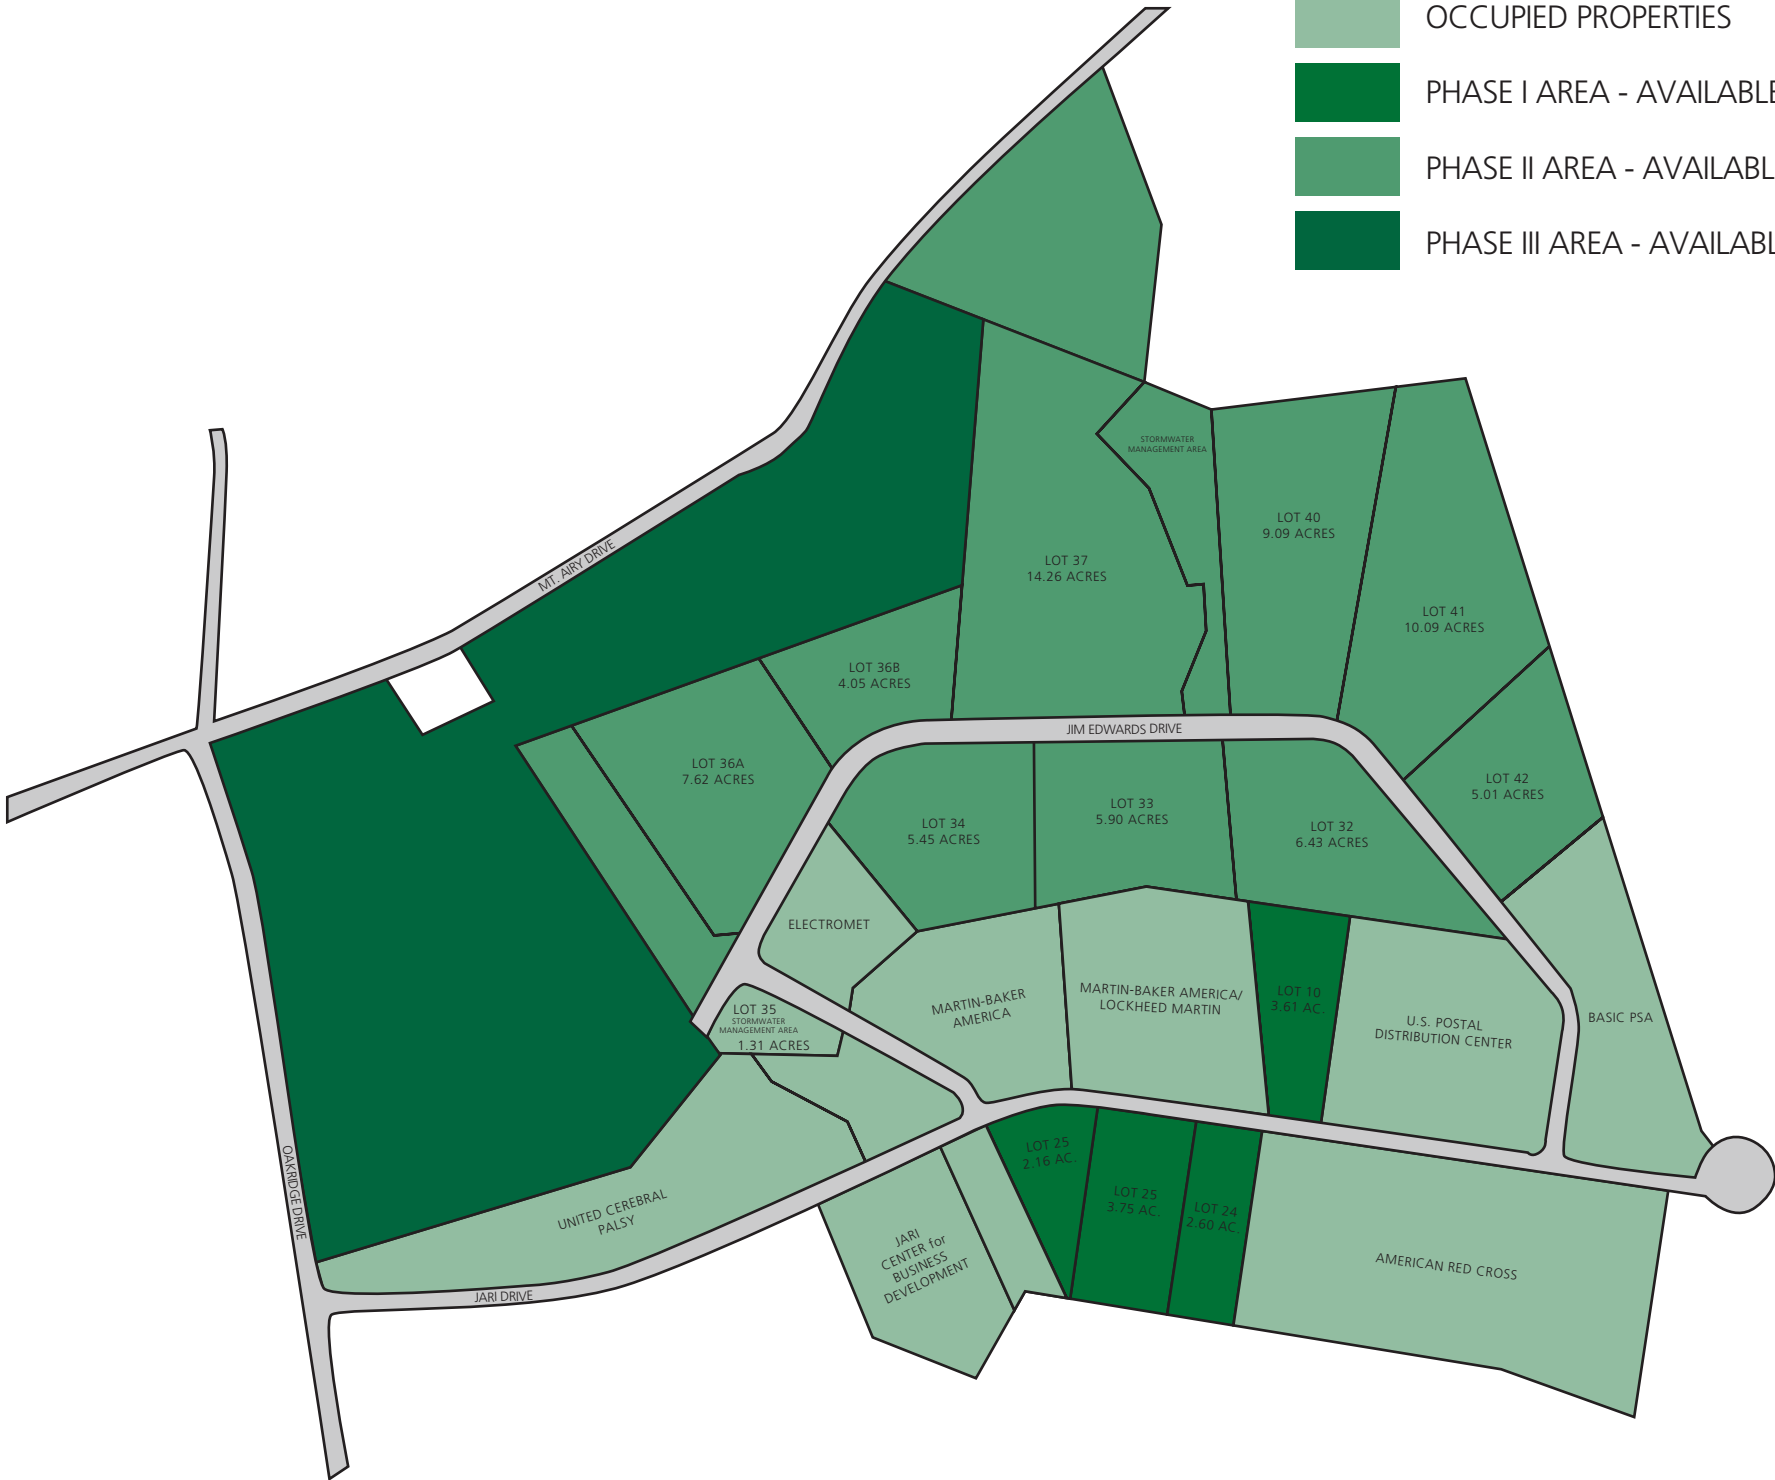 OCCUPIED PROPERTIES
PHASE I AREA - AVAILABLE
PHASE II AREA - AVAILABL
PHASE III AREA - AVAILABL
STORMWATER
MANAGEMENT AREA
LOT 40
9.09 ACRES
LOT 37
14.26 ACRES
MT. AIRY DRIVE
LOT 41
10.09 ACRES
LOT 36B
4.05 ACRES
JIM EDWARDS DRIVE
LOT 36A
7.62 ACRES
LOT 42
5.01 ACRES
LOT 34
5.45 ACRES
LOT 33
5.90 ACRES
LOT 32
6.43 ACRES
ELECTROMET
MARTIN-BAKER
AMERICA
MARTIN-BAKER AMERICA/
LOCKHEED MARTIN
LOT 10
3.61 AC.
U.S. POSTAL
DISTRIBUTION CENTER
BASIC PSA
LOT 35
STORMWATER
MANAGEMENT AREA
1.31 ACRES
LOT 25
2.16 AC.
LOT 25
3.75 AC.
LOT 24
2.60 AC.
OAKRIDGE DRIVE
UNITED CEREBRAL
PALSY
JARI
CENTER for
BUSINESS
DEVELOPMENT
AMERICAN RED CROSS
JARI DRIVE